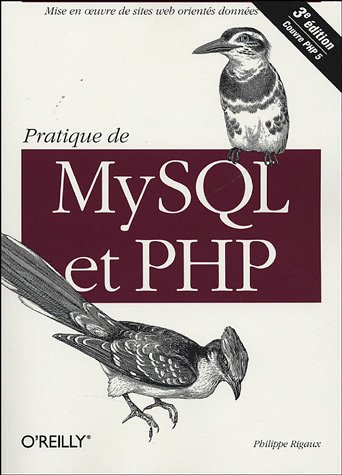 Mise en œuvre de sites web orientés données
3e édition
Couvre PHP 5
Pratique de
MySQL
et PHP
O'REILLY®
Philippe Rigaux